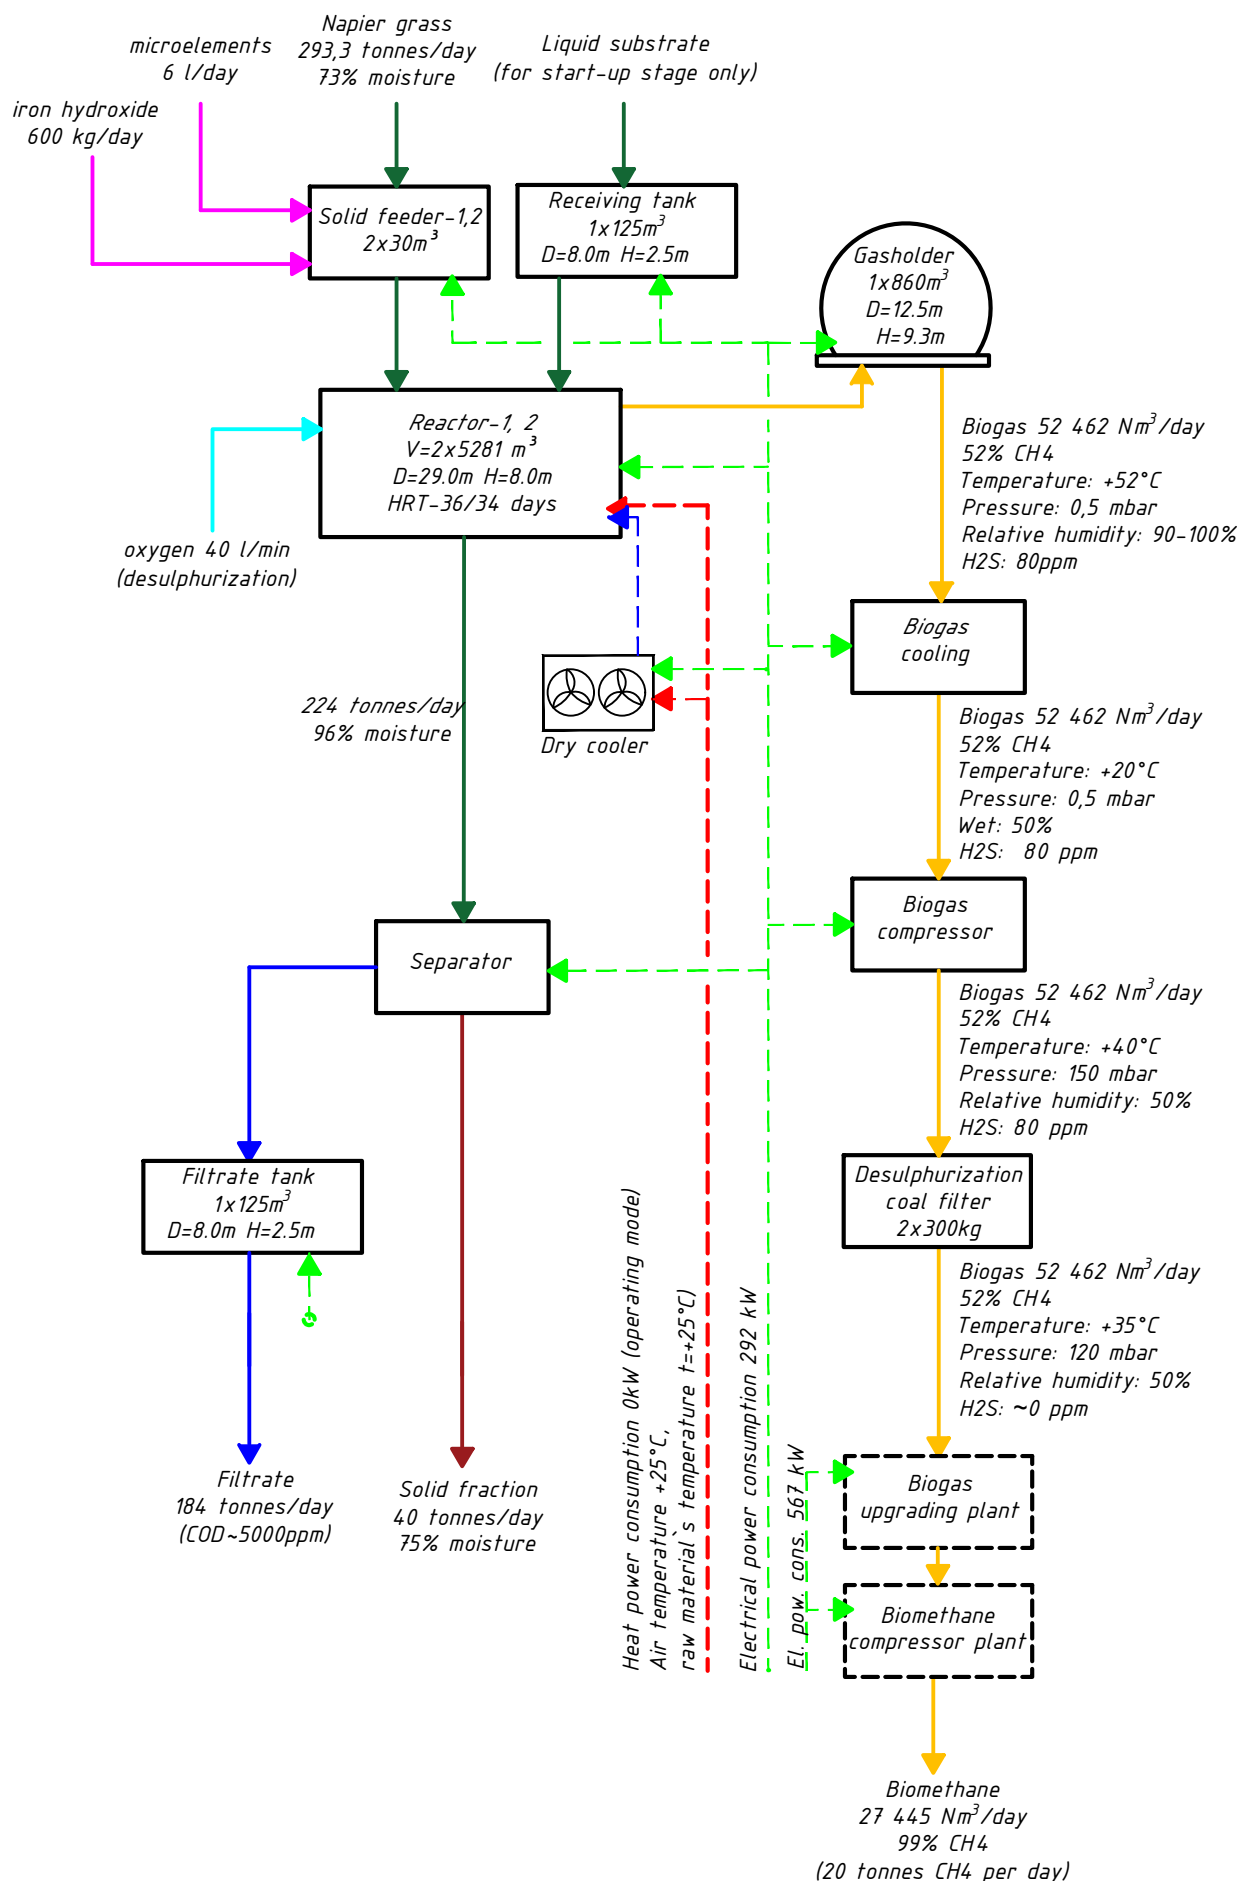 microelements
6 l/day
Napier grass
293,3 tonnes/day
73% moisture
Liquid substrate
(for start-up stage only)
iron hydroxide
600 kg/day
Solid feeder-1,2
2x30m³
Receiving tank
1x125m³
D=8.0m H=2.5m
Gasholder
1x860m³
D=12.5m
H=9.3m
Reactor-1, 2
V=2x5281 m³
D=29.0m H=8.0m
HRT-36/34 days
oxygen 40 l/min
(desulphurization)
Biogas 52 462 Nm³/day
52% CH4
Temperature: +52°C
Pressure: 0,5 mbar
Relative humidity: 90-100%
H2S: 80ppm
Biogas
cooling
224 tonnes/day
96% moisture
Dry cooler
Biogas 52 462 Nm³/day
52% CH4
Temperature: +20°C
Pressure: 0,5 mbar
Wet: 50%
H2S: 80 ppm
Biogas
compressor
Separator
Biogas 52 462 Nm³/day
52% CH4
Temperature: +40°C
Pressure: 150 mbar
Relative humidity: 50%
H2S: 80 ppm
Filtrate tank
1x125m³
D=8.0m H=2.5m
Desulphurization
coal filter
2x300kg
Biogas 52 462 Nm³/day
52% CH4
Temperature: +35°C
Pressure: 120 mbar
Relative humidity: 50%
H2S: ~0 ppm
Heat power consumption 0kW (operating mode)
Air temperature +25°C,
raw material`s temperature t=+25°C)
Electrical power consumption 292 kW
El. pow. cons. 567 kW
Filtrate
184 tonnes/day
(COD~5000ppm)
Solid fraction
40 tonnes/day
75% moisture
Biogas
upgrading plant
Biomethane
compressor plant
Biomethane
27 445 Nm³/day
99% CH4
(20 tonnes CH4 per day)